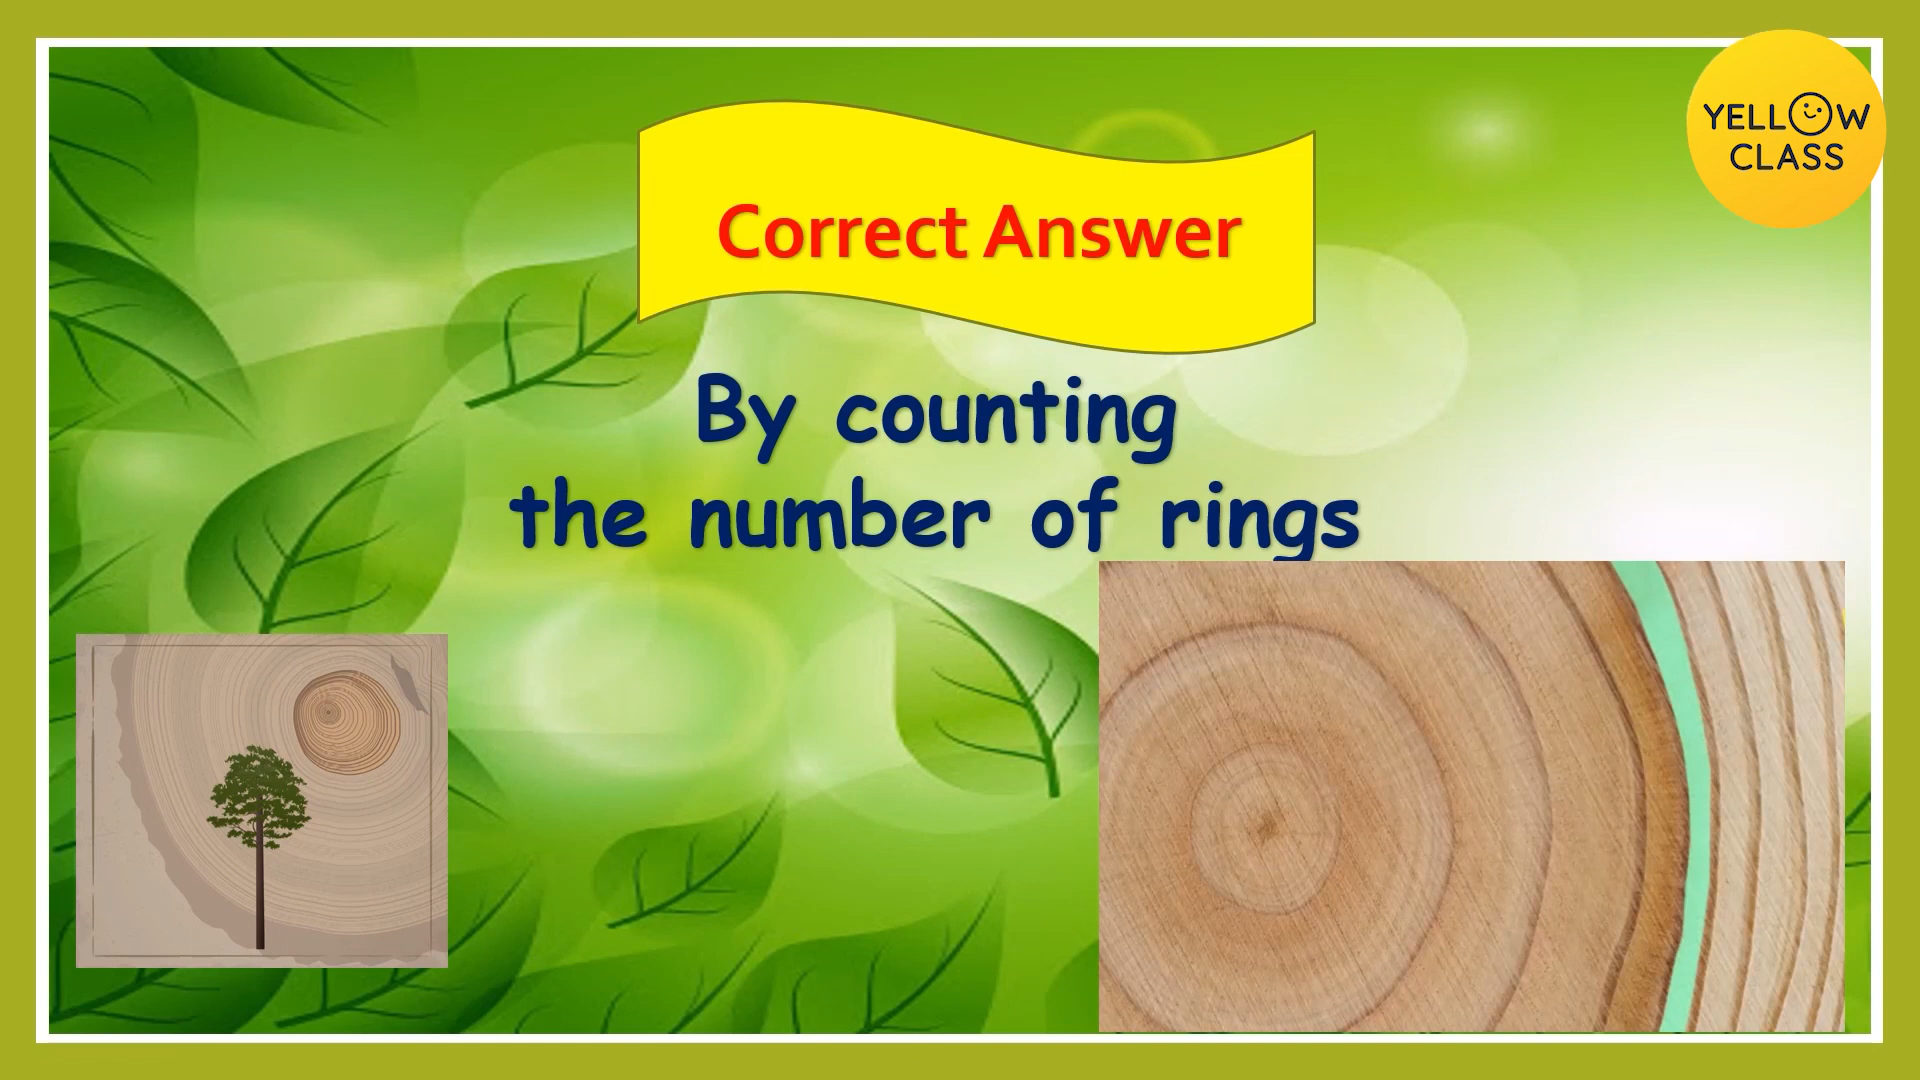 YELLOW
CLASS
Correct Answer
By counting
the number of rings